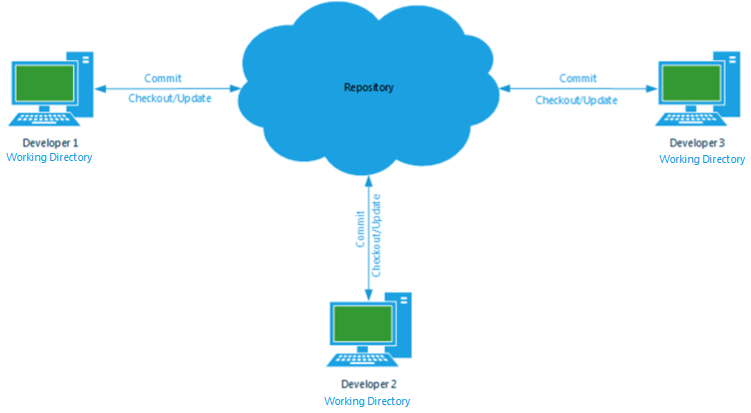 Repository
Commit
Checkout/Update
Commit
Checkout/Update
Developer 1
Working Directory
Developer 3
Working Directory
Commit
Checkout/Update
Developer 2
Working Directory